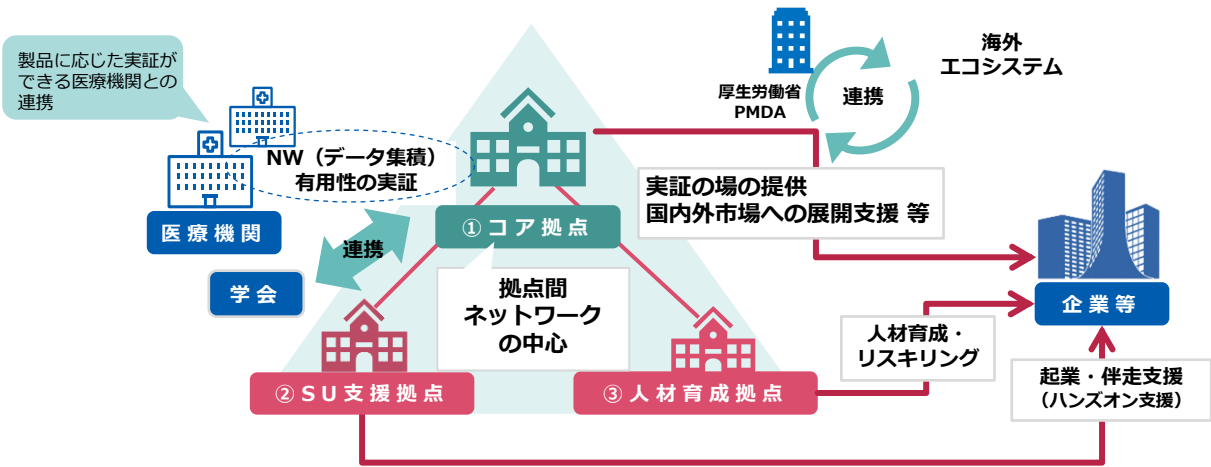 製品に応じた実証が
できる医療機関との
連携
NW（データ集積）
有用性の実証
医療機関
連携
学会
①コア拠点
拠点間
ネットワーク
の中心
②SU支援拠点
③人材育成拠点
厚生労働省
PMDA
連携
海外
エコシステム
実証の場の提供
国内外市場への展開支援 等
企業等
人材育成・
リスキリング
起業・伴走支援
（ハンズオン支援）